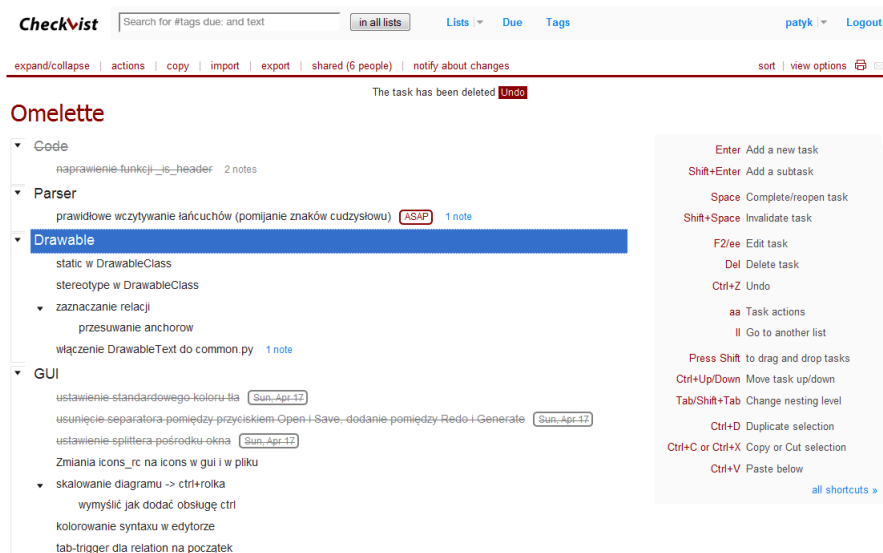 Checkvist Search for #tags due: and text in all lists Lists Due Tags patyk Logout
expand/collapse | actions | copy | import | export | shared (6 people) | notify about changes sort | view options
The task has been deleted Undo
Omelette
Code
naprawienie funkcji _is_header 2 notes
Parser
prawidłowe wczytywanie łańcuchów (pomijanie znaków cudzysłowu) ASAP 1 note
Drawable
static w DrawableClass
stereotype w DrawableClass
zaznaczanie relacji
przesuwanie anchorow
włączenie DrawableText do common.py 1 note
GUI
ustawienie standardowego koloru tła Sun, Apr 17
usunięcie separatora pomiędzy przyciskiem Open i Save, dodanie pomiędzy Redo i Generate Sun, Apr 17
ustawienie splittera pośrodku okna Sun, Apr 17
Zmiania icons_rc na icons w gui i w pliku
skalowanie diagramu -> ctrl+rolka
wymyślić jak dodać obsługę ctrl
kolorowanie syntaxu w edytorze
tab-trigger dla relation na początek
Enter Add a new task
Shift+Enter Add a subtask
Space Complete/reopen task
Shift+Space Invalidate task
F2/ee Edit task
Del Delete task
Ctrl+Z Undo
aa Task actions
ll Go to another list
Press Shift to drag and drop tasks
Ctrl+Up/Down Move task up/down
Tab/Shift+Tab Change nesting level
Ctrl+D Duplicate selection
Ctrl+C or Ctrl+X Copy or Cut selection
Ctrl+V Paste below
all shortcuts »